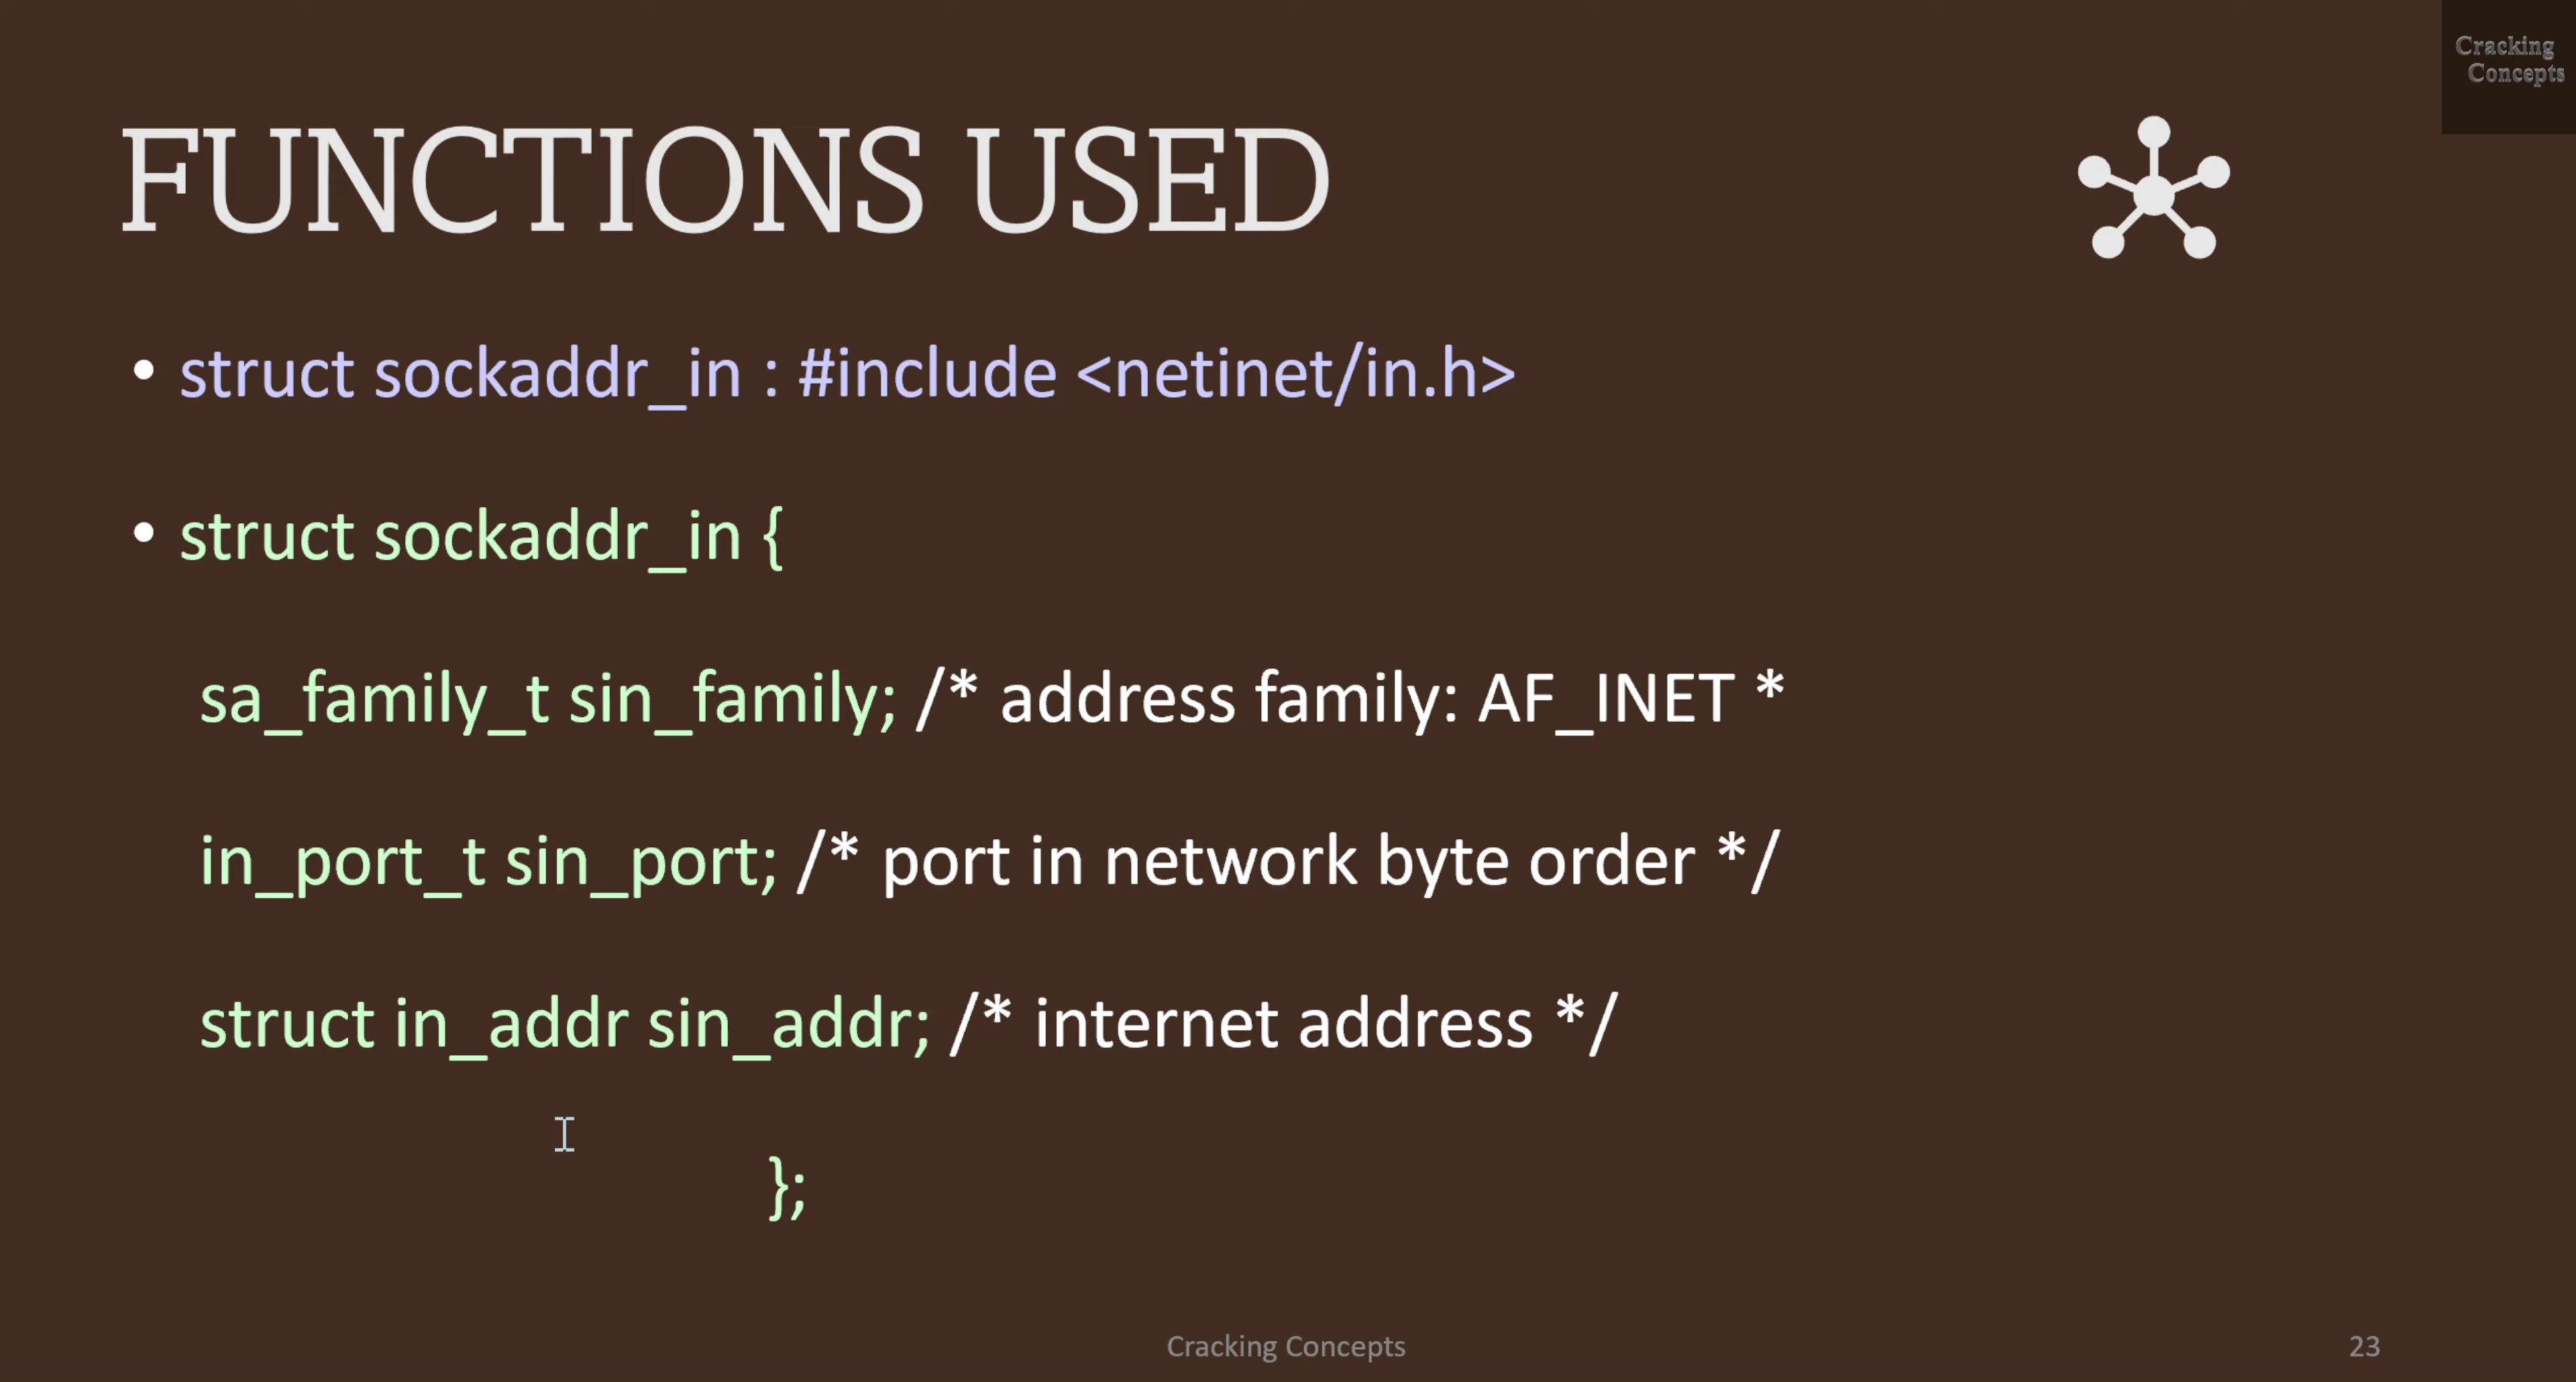 Cracking
Concepts
FUNCTIONS USED
• struct sockaddr_in : #include <netinet/in.h>
• struct sockaddr_in {
sa_family_t sin_family; /* address family: AF_INET *
in_port_t sin_port; /* port in network byte order */
struct in_addr sin_addr; /* internet address */
};
Cracking Concepts
23